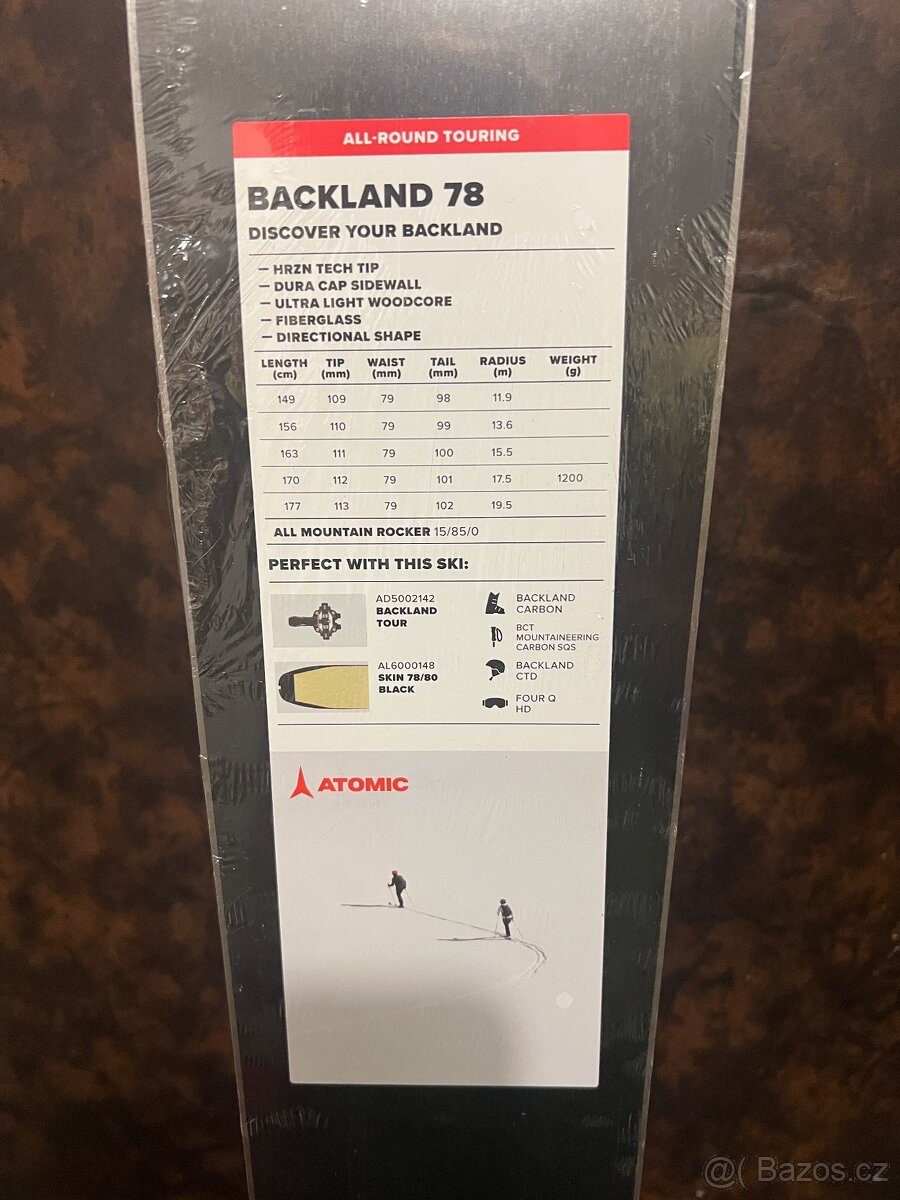 ALL-ROUND TOURING
BACKLAND 78
DISCOVER YOUR BACKLAND
— HRZN TECH TIP
— DURA CAP SIDEWALL
— ULTRA LIGHT WOODCORE
— FIBERGLASS
— DIRECTIONAL SHAPE
LENGTH (cm) TIP (mm) WAIST (mm) TAIL (mm) RADIUS (m) WEIGHT (g)
149 109 79 98 11.9
156 110 79 99 13.6
163 111 79 100 15.5
170 112 79 101 17.5 1200
177 113 79 102 19.5
ALL MOUNTAIN ROCKER 15/85/0
PERFECT WITH THIS SKI:
AD5002142
BACKLAND
TOUR
AL6000148
SKIN 78/80
BLACK
BACKLAND
CARBON
BCT
MOUNTAINEERING
CARBON SQS
BACKLAND
CTD
FOUR Q
HD
ATOMIC
@( Bazos.cz